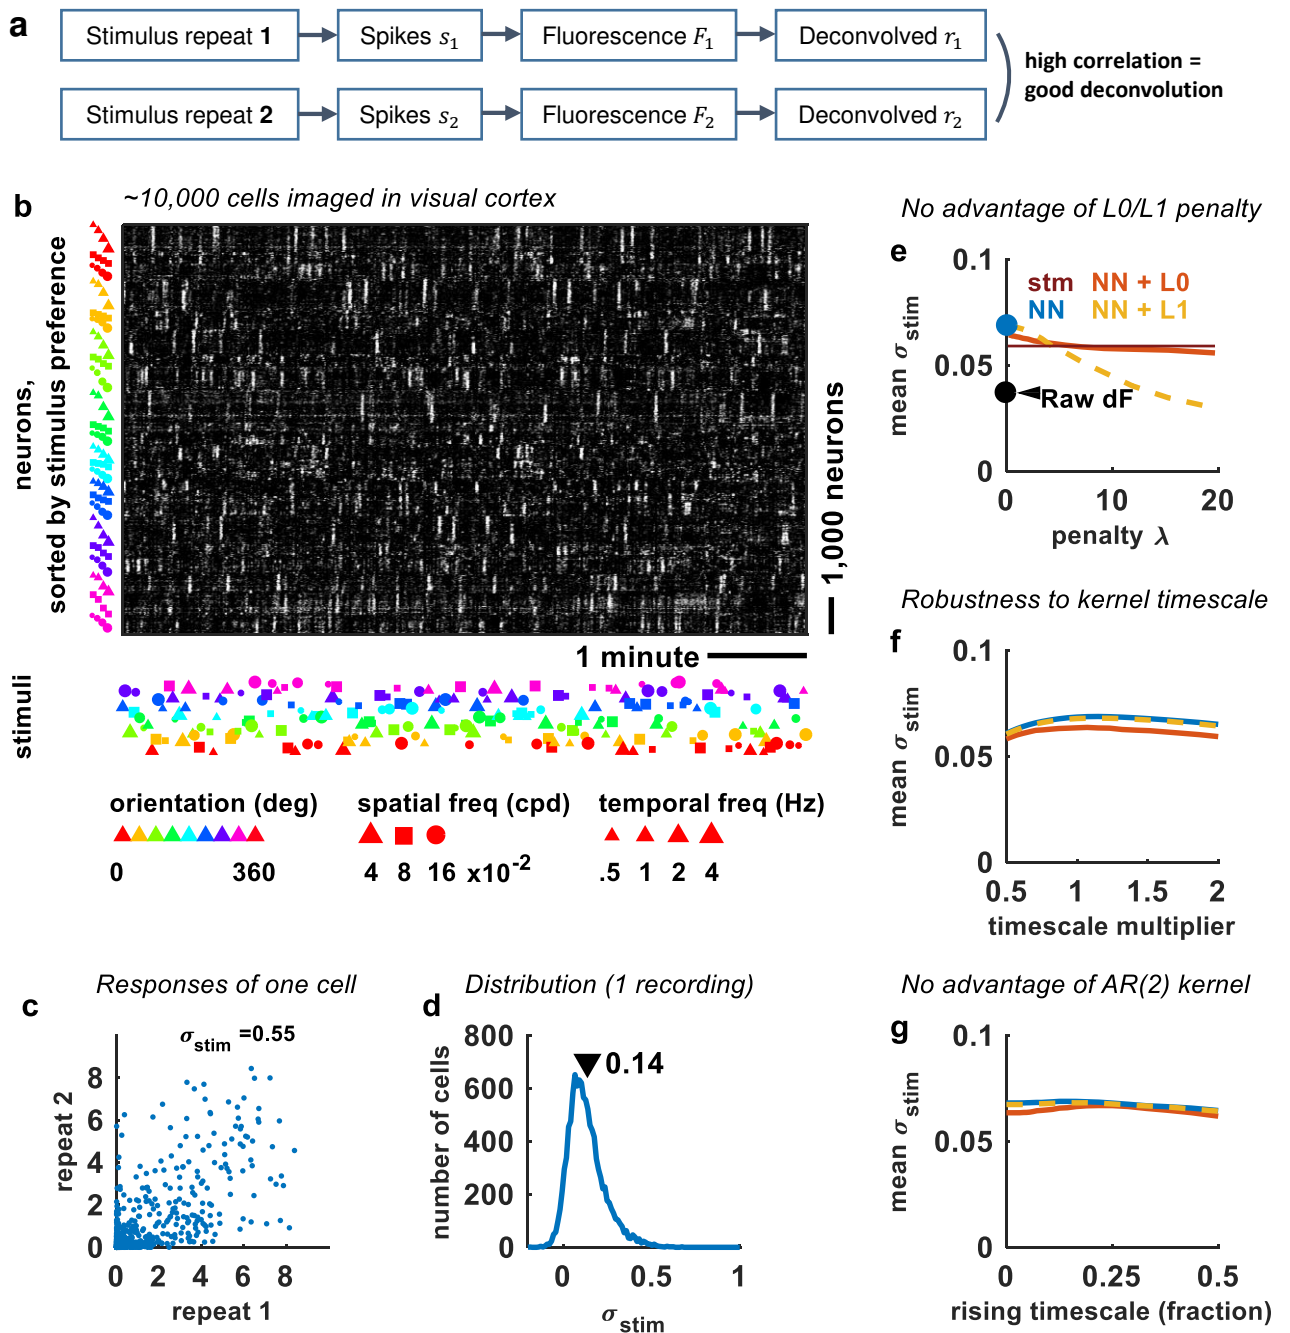 a
Stimulus repeat 1
Spikes s1
Fluorescence F1
Deconvolved r1
Stimulus repeat 2
Spikes s2
Fluorescence F2
Deconvolved r2
high correlation =
good deconvolution
b
~10,000 cells imaged in visual cortex
neurons,
sorted by stimulus preference
1,000 neurons
1 minute
stimuli
orientation (deg)
0 360
spatial freq (cpd)
4 8 16 x10-2
temporal freq (Hz)
.5 1 2 4
c
Responses of one cell
σstim =0.55
repeat 2
8
6
4
2
0
0 2 4 6 8
repeat 1
d
Distribution (1 recording)
number of cells
800
600
400
200
0
0.14
0 0.5 1
σstim
No advantage of L0/L1 penalty
e
mean σstim
0.1
0.05
0
stm NN + L0
NN NN + L1
Raw dF
0 10 20
penalty λ
Robustness to kernel timescale
f
mean σstim
0.1
0.05
0
0.5 1 1.5 2
timescale multiplier
No advantage of AR(2) kernel
g
mean σstim
0.1
0.05
0
0 0.25 0.5
rising timescale (fraction)